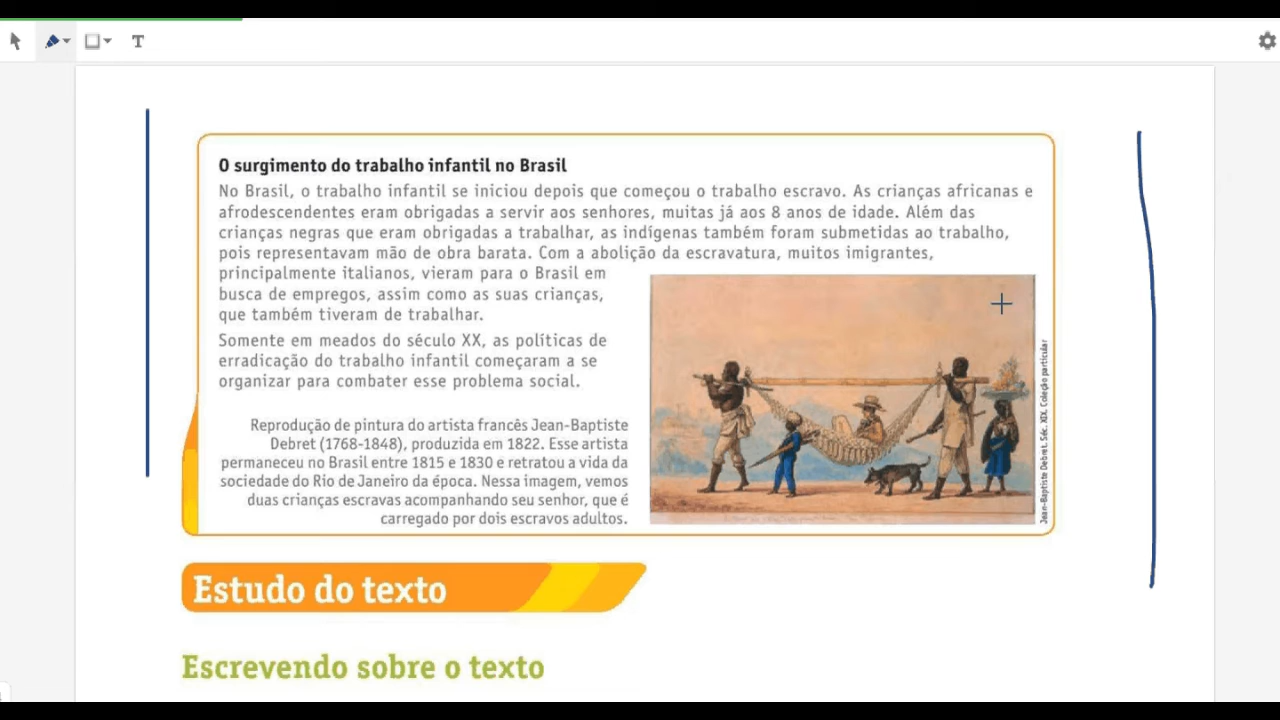 T
O surgimento do trabalho infantil no Brasil
No Brasil, o trabalho infantil se iniciou depois que começou o trabalho escravo. As crianças africanas e
afrodescendentes eram obrigadas a servir aos senhores, muitas já aos 8 anos de idade. Além das
crianças negras que eram obrigadas a trabalhar, as indígenas também foram submetidas ao trabalho,
pois representavam mão de obra barata. Com a abolição da escravatura, muitos imigrantes,
principalmente italianos, vieram para o Brasil em
busca de empregos, assim como as suas crianças,
que também tiveram de trabalhar.
Somente em meados do século XX, as políticas de
erradicação do trabalho infantil começaram a se
organizar para combater esse problema social.
Reprodução de pintura do artista francês Jean-Baptiste
Debret (1768-1848), produzida em 1822. Esse artista
permaneceu no Brasil entre 1815 e 1830 e retratou a vida da
sociedade do Rio de Janeiro da época. Nessa imagem, vemos
duas crianças escravas acompanhando seu senhor, que é
carregado por dois escravos adultos.
Jean-Baptiste Debret. Séc. XIX. Coleção particular
Estudo do texto
Escrevendo sobre o texto